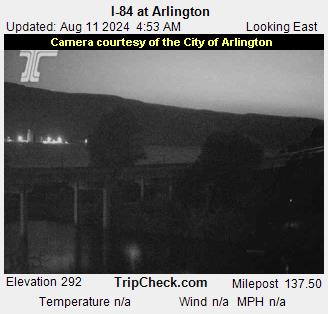 I-84 at Arlington
Updated: Aug 11 2024 4:53 AM Looking East
Camera courtesy of the City of Arlington
Elevation 292 TripCheck.com Milepost 137.50
Temperature n/a Wind n/a MPH n/a